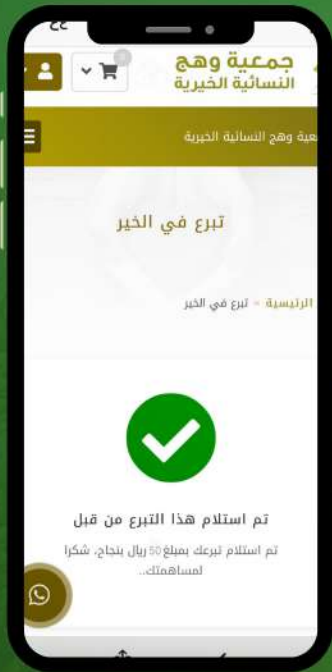 جمعية وهج
النسائية الخيرية
جمعية وهج النسائية الخيرية
تبرع في الخير
الرئيسية » تبرع في الخير
تم استلام هذا التبرع من قبل
تم استلام تبرعك بمبلغ 50 ريال بنجاح، شكرا
لمساهمتك..